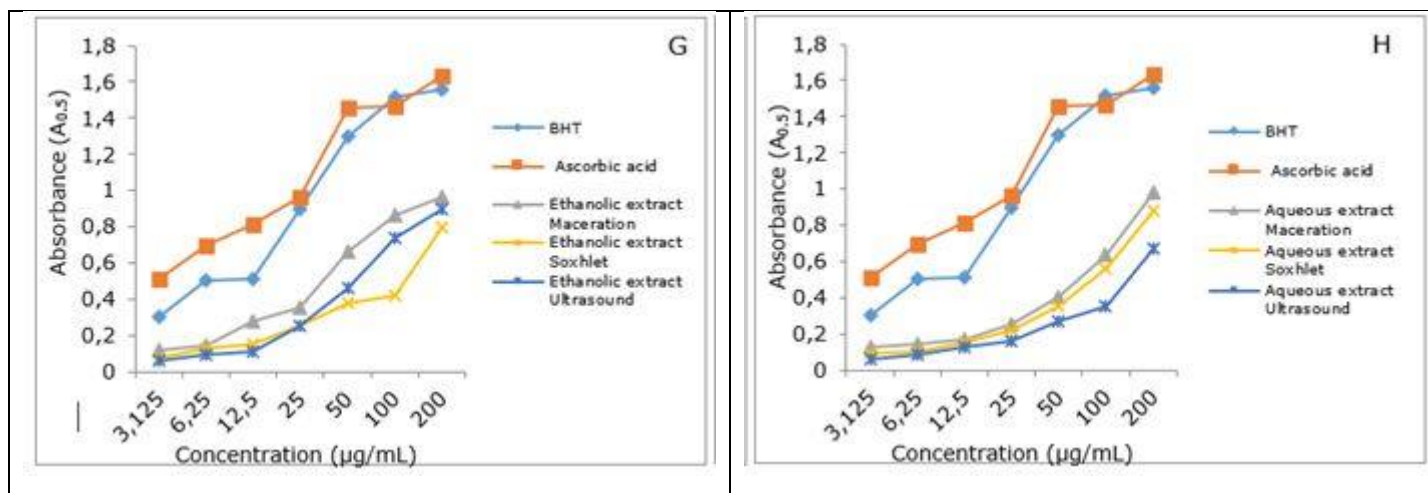 G
Absorbance (A0.5)
1,8
1,6
1,4
1,2
1
0,8
0,6
0,4
0,2
0
3,125
6,25
12,5
25
50
100
200
Concentration (µg/mL)
BHT
Ascorbic acid
Ethanolic extract
Maceration
Ethanolic extract
Soxhlet
Ethanolic extract
Ultrasound
H
Absorbance (A0.5)
1,8
1,6
1,4
1,2
1
0,8
0,6
0,4
0,2
0
3,125
6,25
12,5
25
50
100
200
Concentration (µg/mL)
BHT
Ascorbic acid
Aqueous extract
Maceration
Aqueous extract
Soxhlet
Aqueous extract
Ultrasound